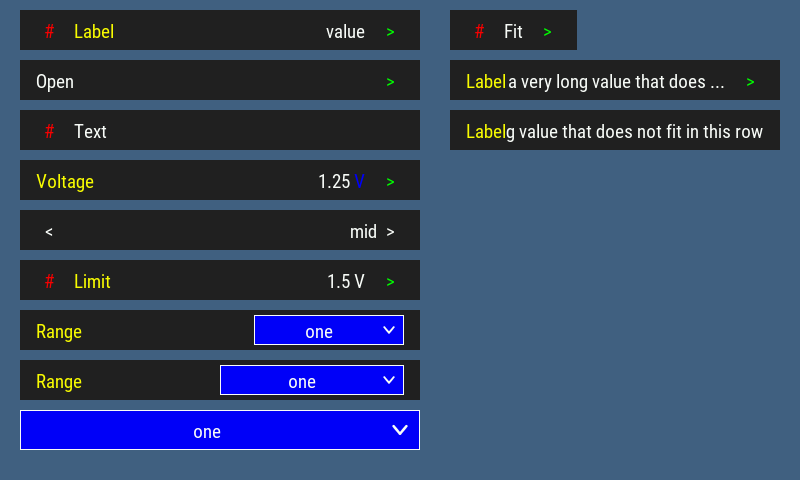 # Label value >
Open >
# Text
Voltage 1.25 V >
< mid >
# Limit 1.5 V >
Range one
Range one
one
# Fit >
Label a very long value that does ... >
Labelg value that does not fit in this row